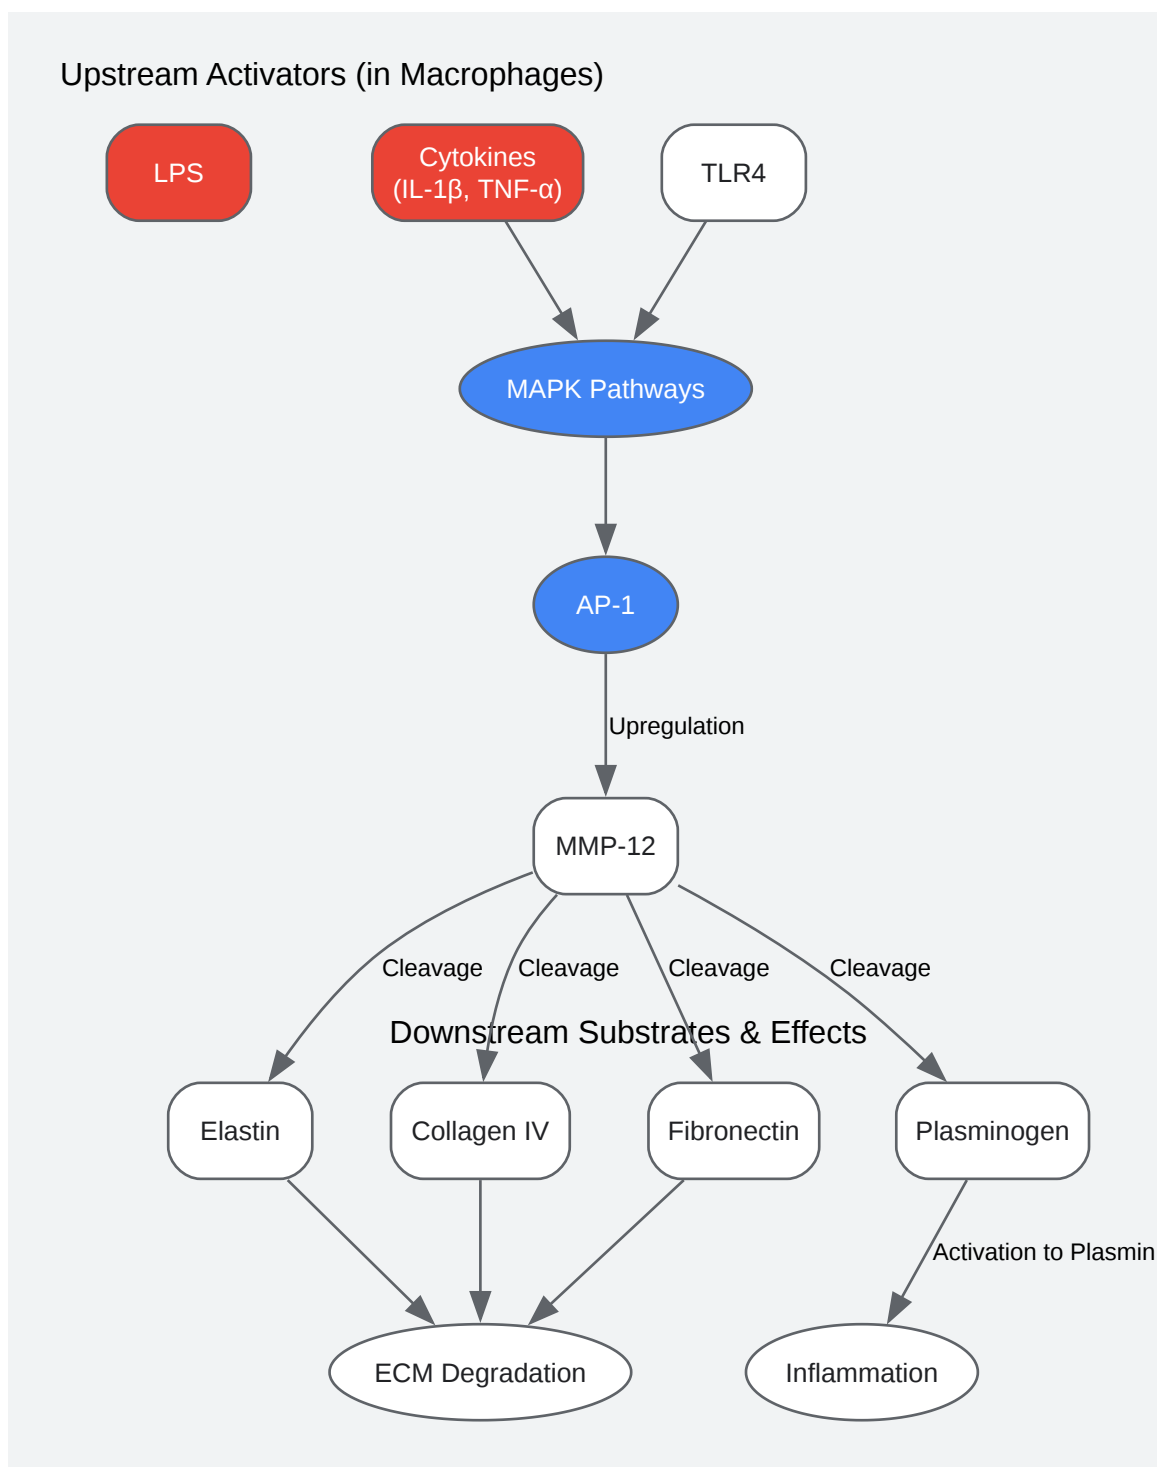 Upstream Activators (in Macrophages)
LPS
Cytokines
(IL-1β, TNF-α)
TLR4
MAPK Pathways
AP-1
Upregulation
MMP-12
Cleavage
Cleavage
Cleavage
Cleavage
Downstream Substrates & Effects
Elastin
Collagen IV
Fibronectin
Plasminogen
Activation to Plasmin
ECM Degradation
Inflammation